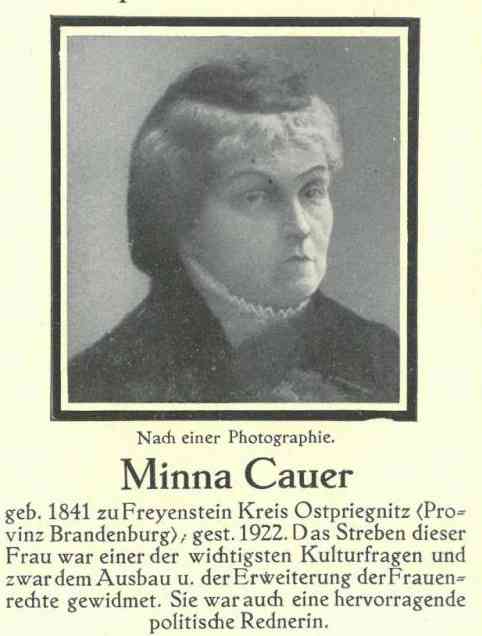 Nach einer Photographie.
Minna Cauer
geb. 1841 zu Freyenstein Kreis Ostpriegnitz (Pro=
vinz Brandenburg), gest. 1922. Das Streben dieser
Frau war einer der wichtigsten Kulturfragen und
zwar dem Ausbau u. der Erweiterung der Frauen=
rechte gewidmet. Sie war auch eine hervorragende
politische Rednerin.